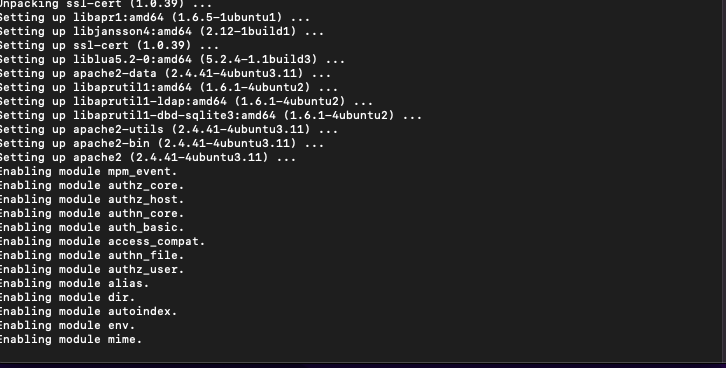 Unpacking ssl-cert (1.0.39) ...
Setting up libapr1:amd64 (1.6.5-1ubuntu1) ...
Setting up libjansson4:amd64 (2.12-1build1) ...
Setting up ssl-cert (1.0.39) ...
Setting up liblua5.2-0:amd64 (5.2.4-1.1build3) ...
Setting up apache2-data (2.4.41-4ubuntu3.11) ...
Setting up libaprutil1:amd64 (1.6.1-4ubuntu2) ...
Setting up libaprutil1-ldap:amd64 (1.6.1-4ubuntu2) ...
Setting up libaprutil1-dbd-sqlite3:amd64 (1.6.1-4ubuntu2) ...
Setting up apache2-utils (2.4.41-4ubuntu3.11) ...
Setting up apache2-bin (2.4.41-4ubuntu3.11) ...
Setting up apache2 (2.4.41-4ubuntu3.11) ...
Enabling module mpm_event.
Enabling module authz_core.
Enabling module authz_host.
Enabling module authn_core.
Enabling module auth_basic.
Enabling module access_compat.
Enabling module authn_file.
Enabling module authz_user.
Enabling module alias.
Enabling module dir.
Enabling module autoindex.
Enabling module env.
Enabling module mime.